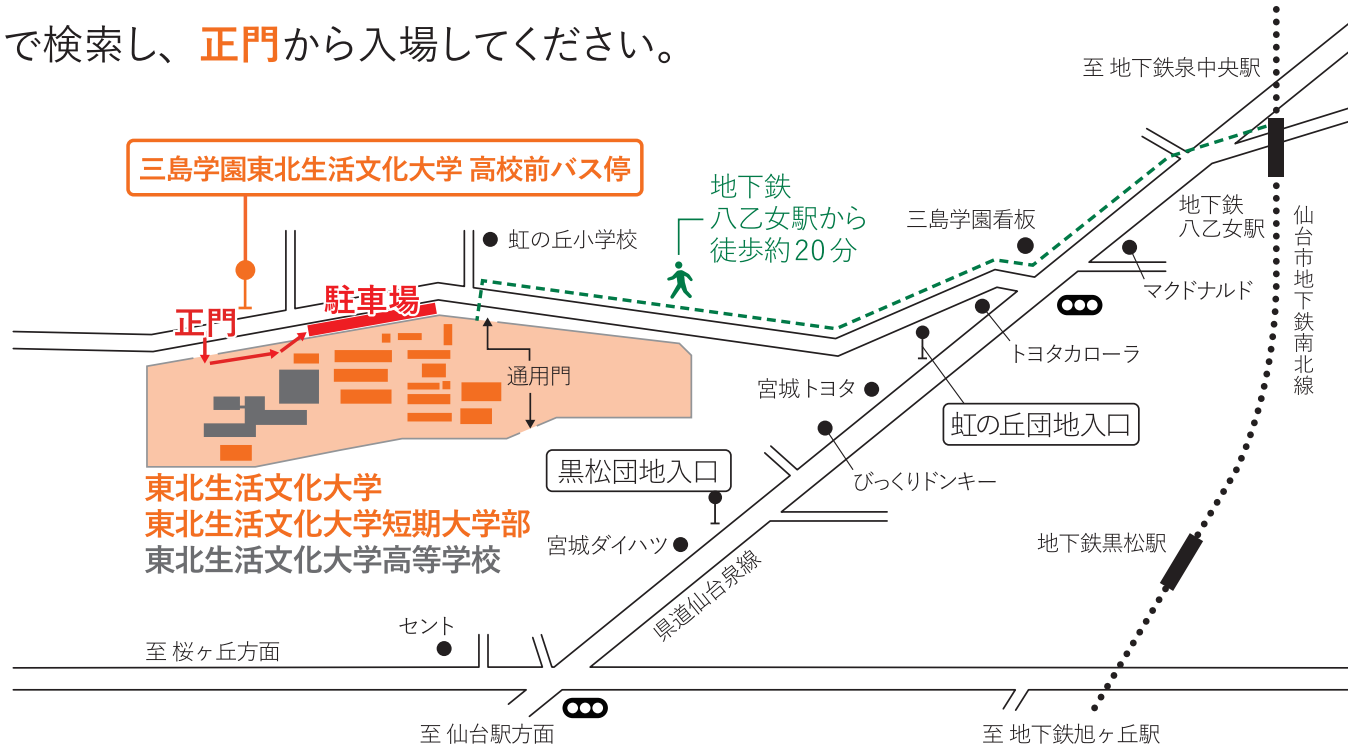 で検索し、正門から入場してください。
至 地下鉄泉中央駅
三島学園東北生活文化大学 高校前バス停
地下鉄
八乙女駅から
徒歩約20分
地下鉄
八乙女駅
仙台市地下鉄南北線
三島学園看板
虹の丘小学校
マクドナルド
駐車場
正門
トヨタカローラ
通用門
宮城トヨタ
虹の丘団地入口
黒松団地入口
びっくりドンキー
東北生活文化大学
東北生活文化大学短期大学部
東北生活文化大学高等学校
宮城ダイハツ
地下鉄黒松駅
県道仙台泉線
セント
至 桜ヶ丘方面
至 仙台駅方面
至 地下鉄旭ヶ丘駅